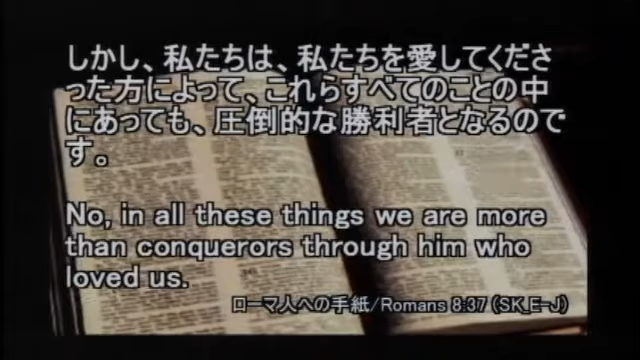 しかし、私たちは、私たちを愛してくださ
った方によって、これらすべてのことの中
にあっても、圧倒的な勝利者となるので
す。
No, in all these things we are more
than conquerors through him who
loved us.
ローマ人への手紙/Romans 8:37 (SK_E-J)